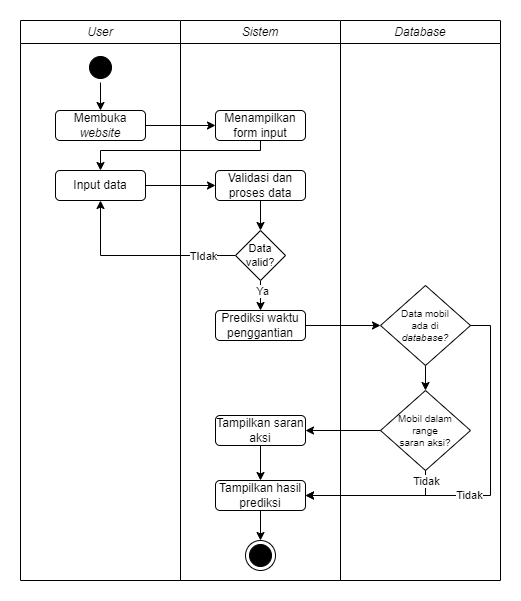 User
Sistem
Database
Membuka
website
Menampilkan
form input
Input data
Validasi dan
proses data
Data
valid?
TIdak
Ya
Prediksi waktu
penggantian
Data mobil
ada di
database?
Mobil dalam
range
saran aksi?
Tampilkan saran
aksi
Tidak
Tampilkan hasil
prediksi
Tidak